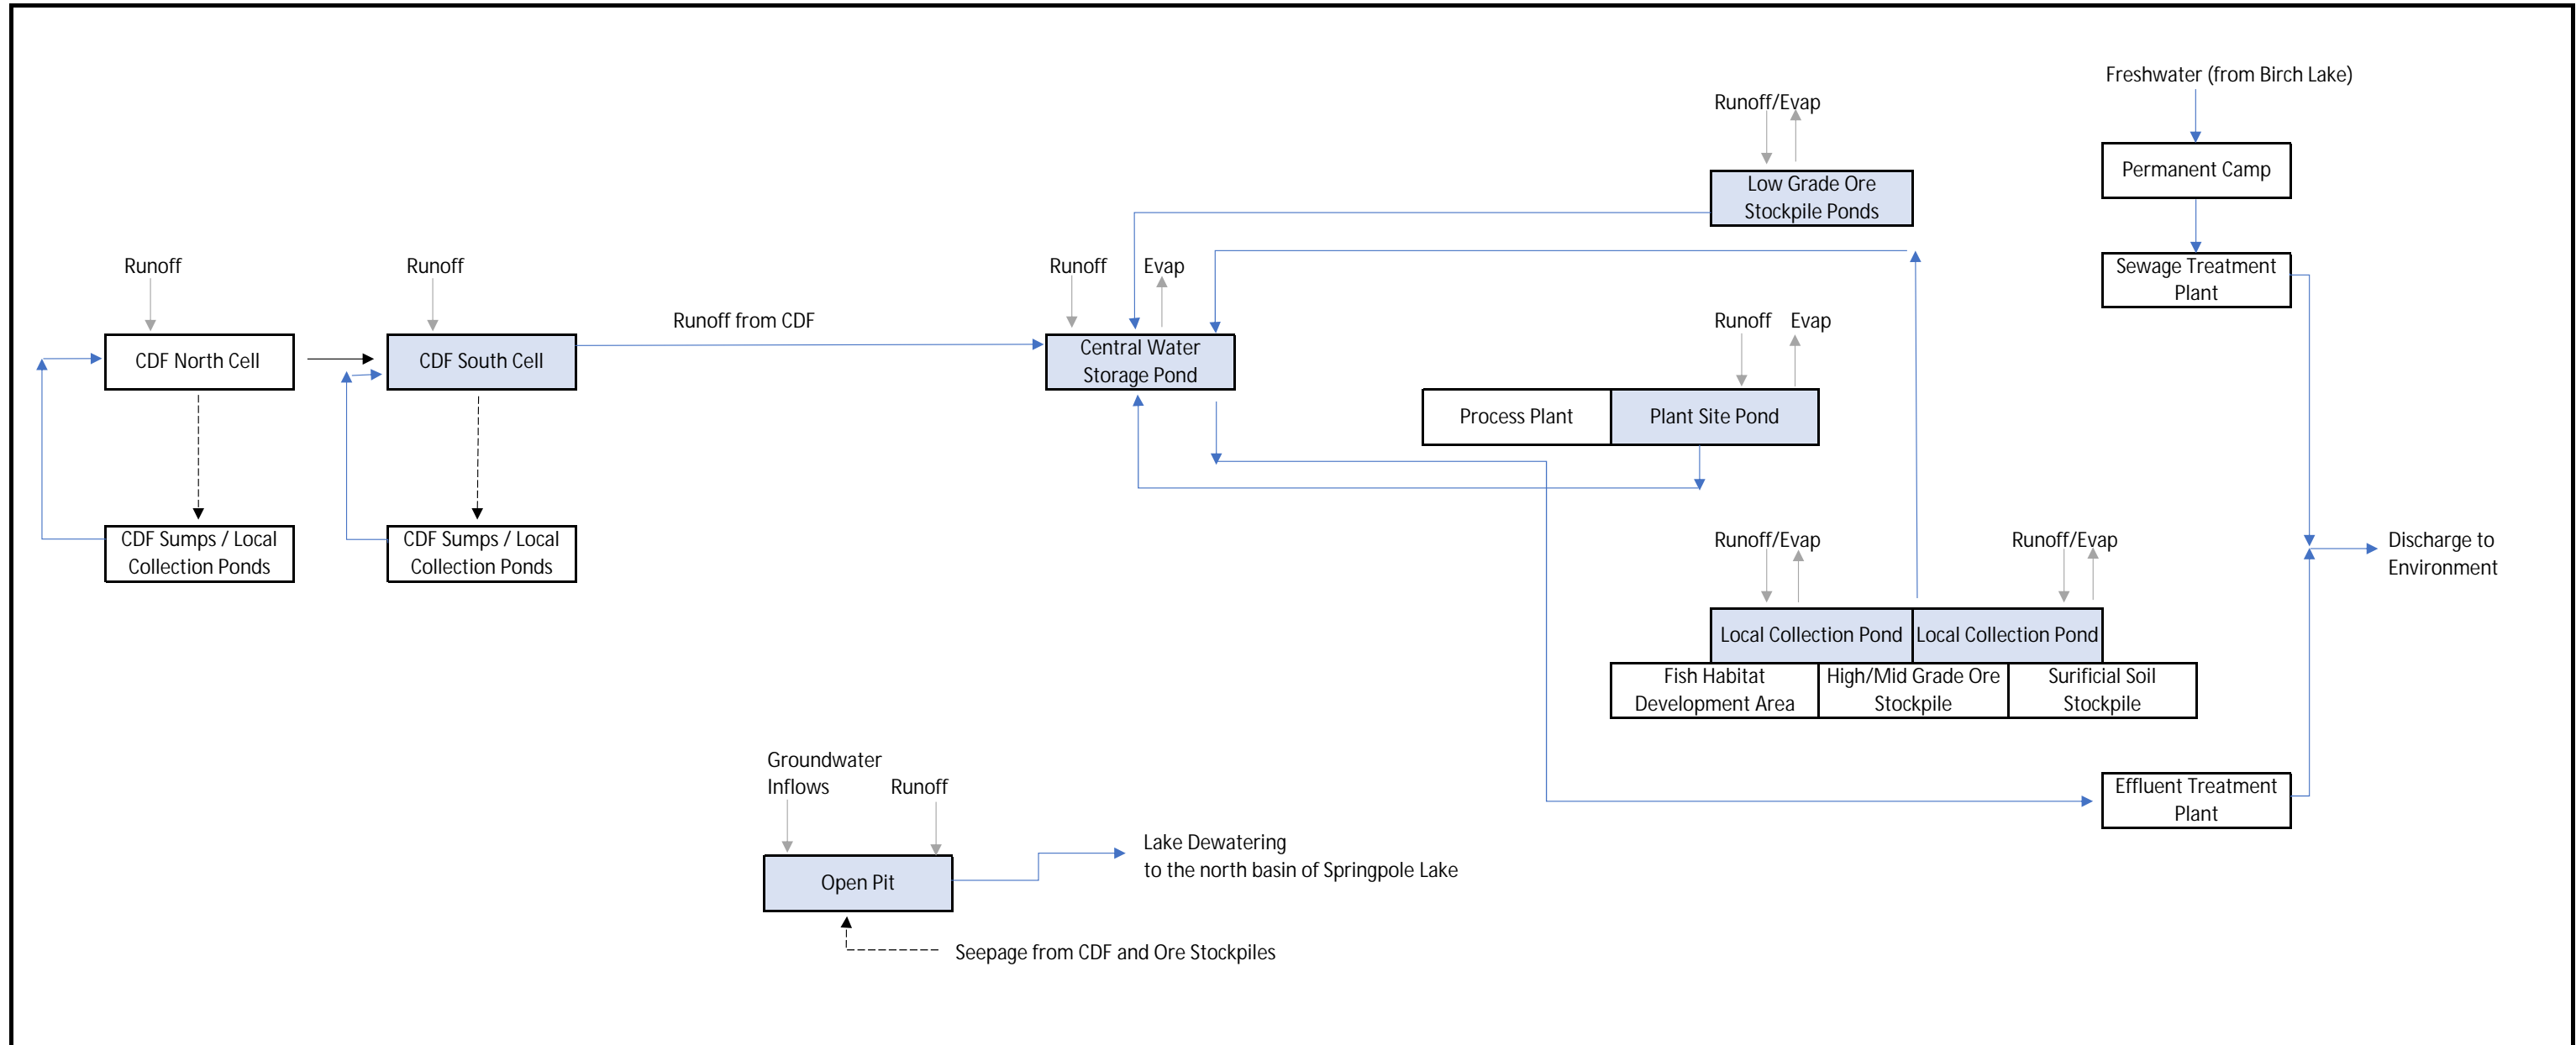 Freshwater (from Birch Lake)
Runoff/Evap
Permanent Camp
Low Grade Ore
Stockpile Ponds
Runoff
Runoff
Runoff
Evap
Sewage Treatment
Plant
Runoff from CDF
Runoff
Evap
CDF North Cell
CDF South Cell
Central Water
Storage Pond
Process Plant
Plant Site Pond
CDF Sumps / Local
Collection Ponds
CDF Sumps / Local
Collection Ponds
Runoff/Evap
Runoff/Evap
Discharge to
Environment
Local Collection Pond
Local Collection Pond
Fish Habitat
Development Area
High/Mid Grade Ore
Stockpile
Surificial Soil
Stockpile
Groundwater
Inflows
Runoff
Effluent Treatment
Plant
Lake Dewatering
to the north basin of Springpole Lake
Open Pit
Seepage from CDF and Ore Stockpiles